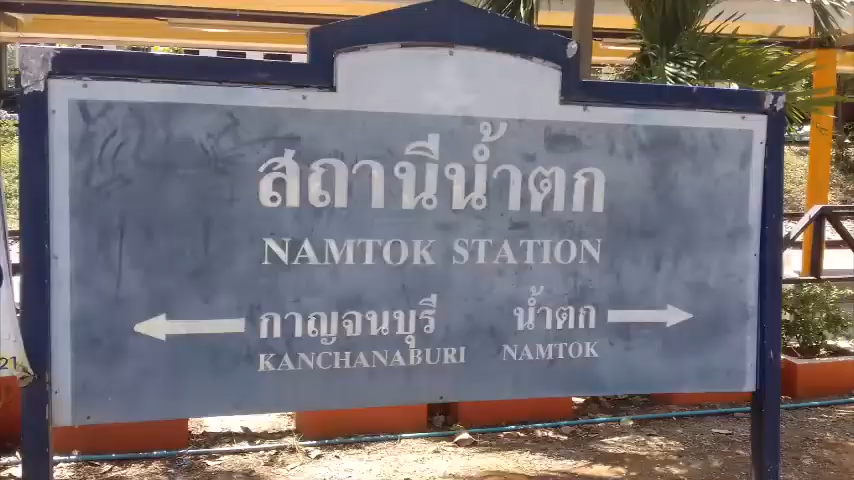 สถานีน้ำตก
NAMTOK STATION
กาญจนบุรี น้ำตก
KANCHANABURI NAMTOK
21